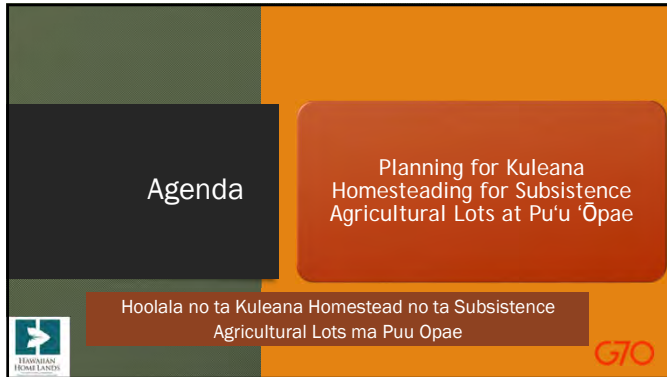 Agenda
Planning for Kuleana
Homesteading for Subsistence
Agricultural Lots at Pu‘u ‘Ōpae
Hoolala no ta Kuleana Homestead no ta Subsistence
Agricultural Lots ma Puu Opae
HAWAIIAN
HOME LANDS
G70